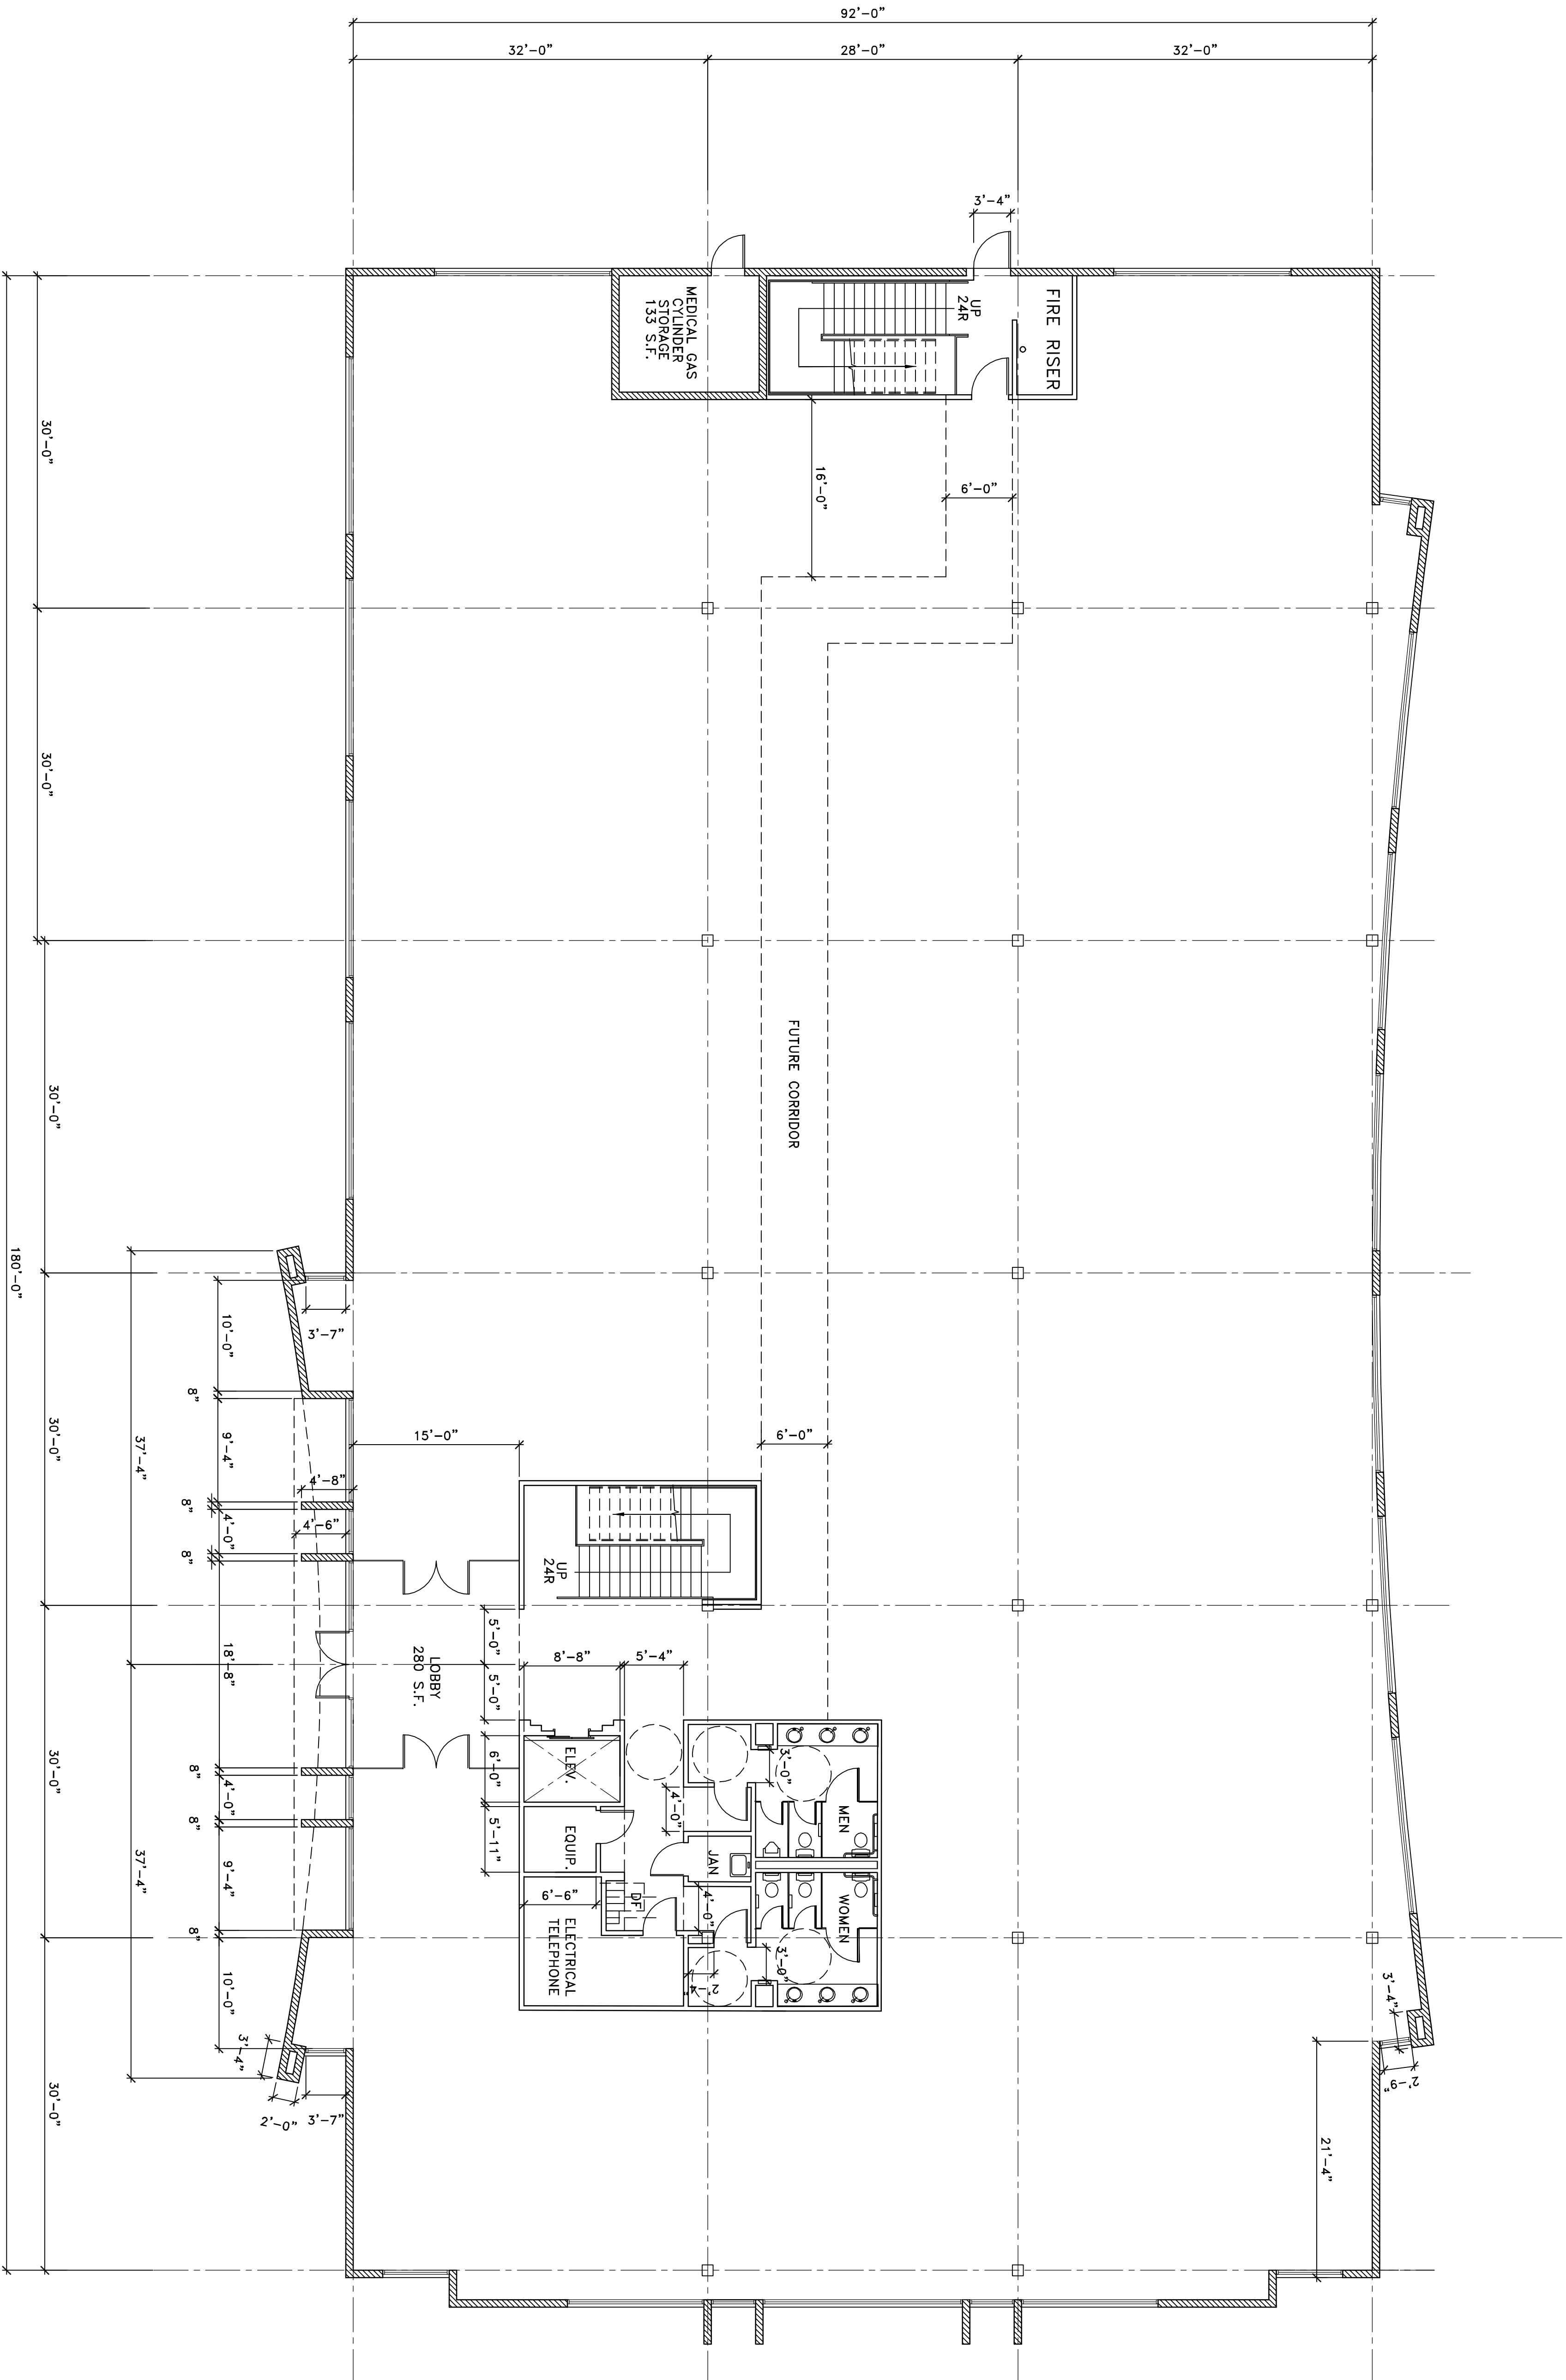 92'-0"
32'-0"
28'-0"
32'-0"
3'-4"
MEDICAL GAS
CYLINDER
STORAGE
133 S.F.
UP
24R
FIRE RISER
16'-0"
6'-0"
30'-0"
30'-0"
30'-0"
30'-0"
30'-0"
30'-0"
180'-0"
FUTURE CORRIDOR
37'-4"
37'-4"
10'-0"
3'-7"
8"
9'-4"
4'-8"
8"
4'-0"
4'-6"
8"
18'-8"
8"
4'-0"
8"
9'-4"
8"
10'-0"
3'-4"
2'-0"
3'-7"
15'-0"
6'-0"
UP
24R
LOBBY
280 S.F.
5'-0"
5'-0"
8'-8"
5'-4"
6'-0"
ELEV.
5'-11"
EQUIP.
4'-0"
JAN
3'-0"
MEN
WOMEN
4'-0"
DF
6'-6"
ELECTRICAL
TELEPHONE
2'-4"
3'-0"
3'-4"
2'-9"
21'-4"